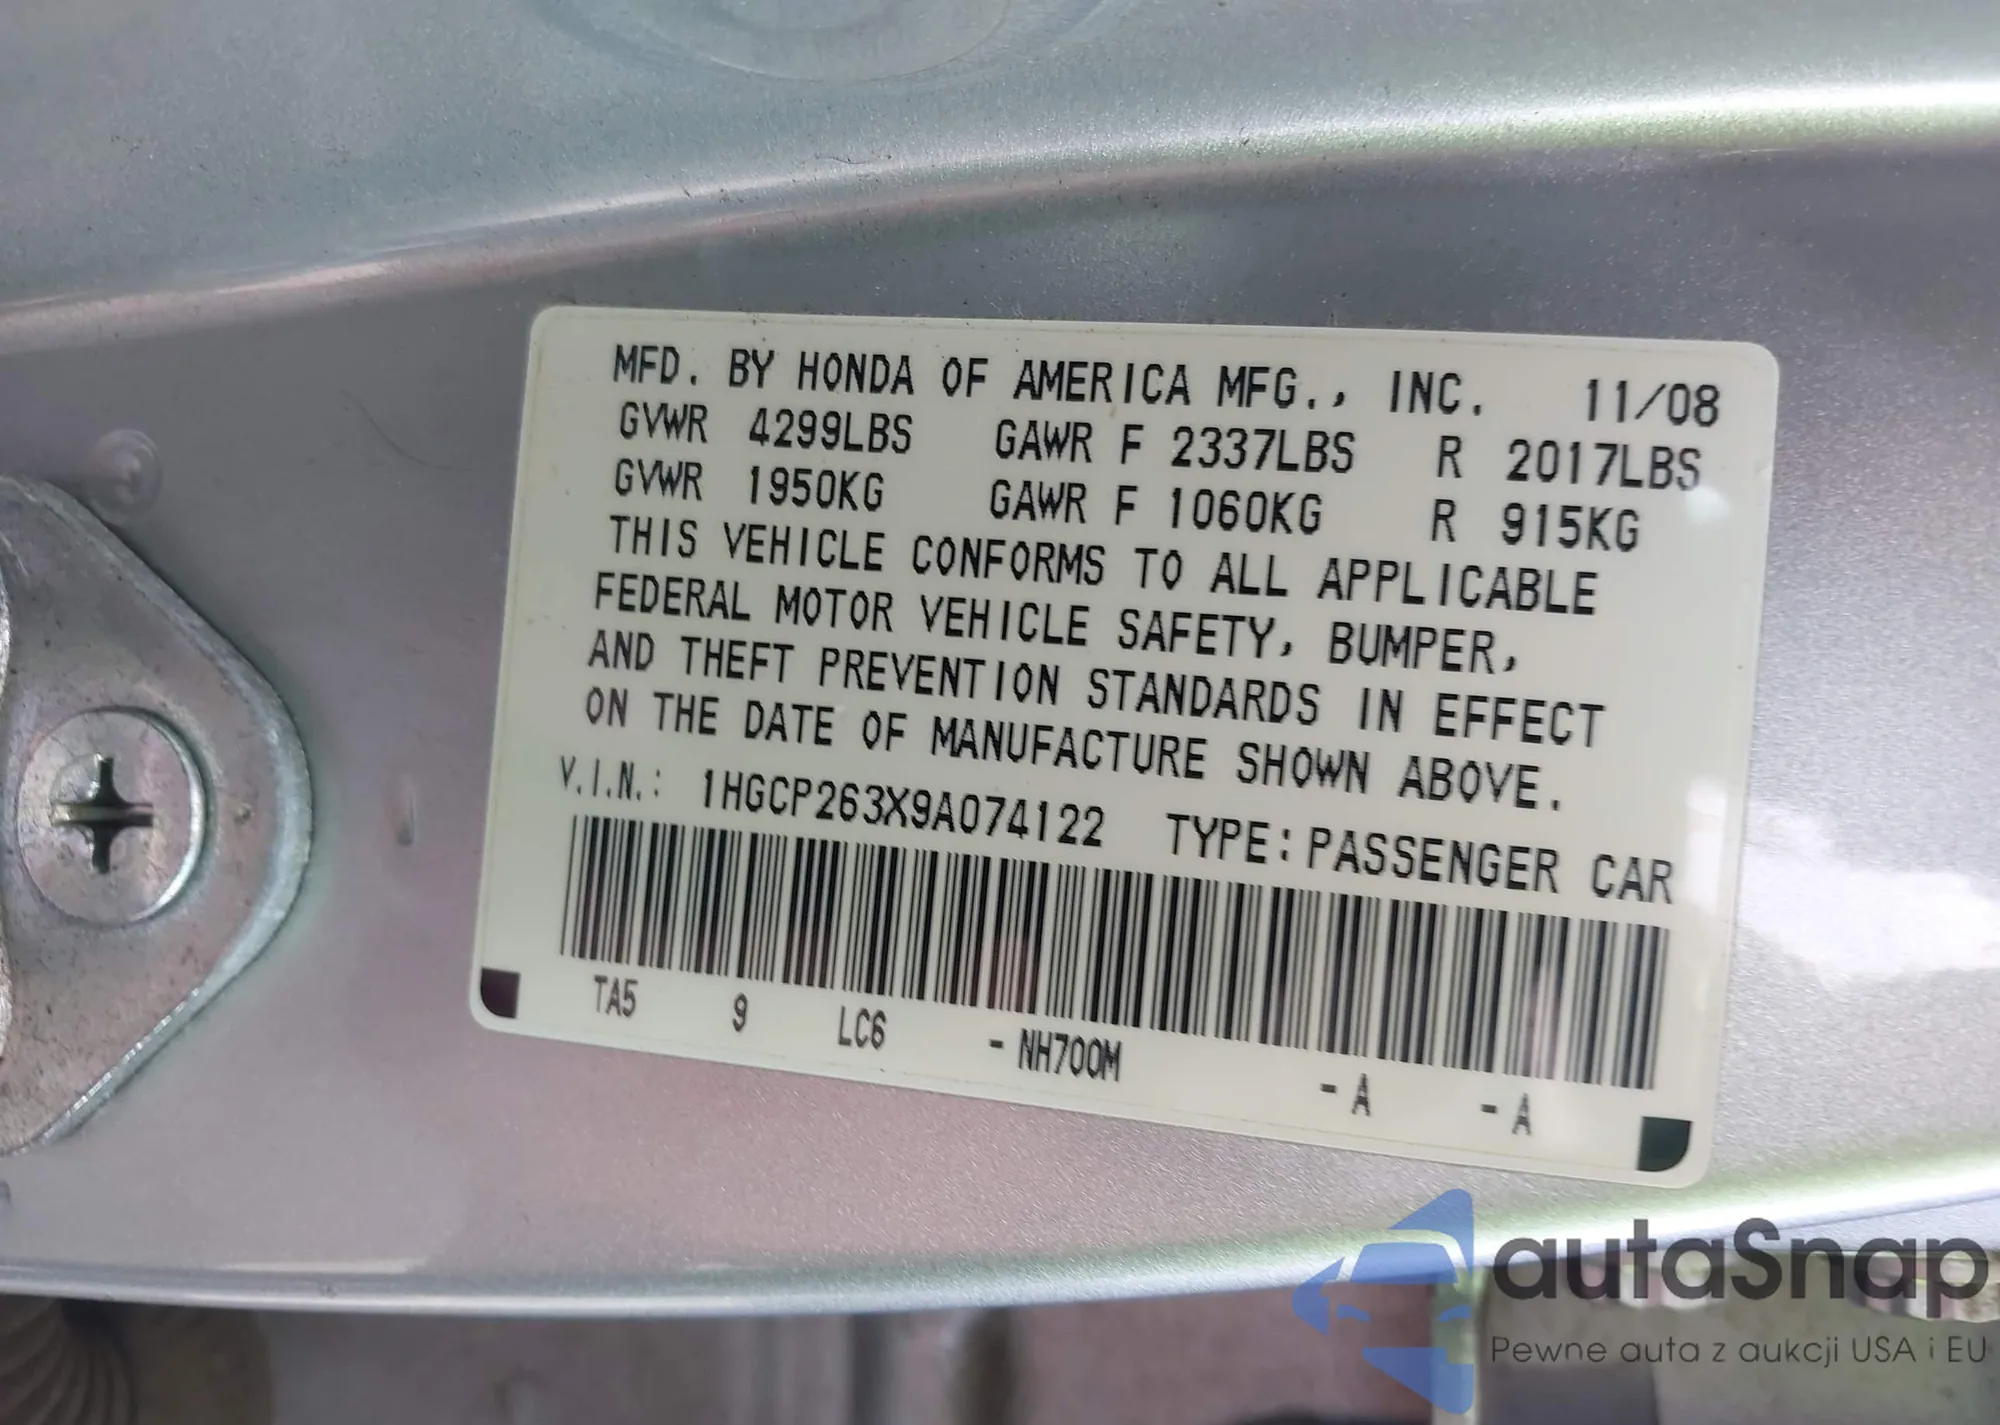 MFD. BY HONDA OF AMERICA MFG., INC. 11/08
GVWR 4299LBS GAWR F 2337LBS R 2017LBS
GVWR 1950KG GAWR F 1060KG R 915KG
THIS VEHICLE CONFORMS TO ALL APPLICABLE
FEDERAL MOTOR VEHICLE SAFETY, BUMPER,
AND THEFT PREVENTION STANDARDS IN EFFECT
ON THE DATE OF MANUFACTURE SHOWN ABOVE.
V.I.N.: 1HGCP263X9A074122 TYPE: PASSENGER CAR
TA5 9 LC6 - NH700M - A - A
autaSnap
Pewne auta z aukcji USA i EU